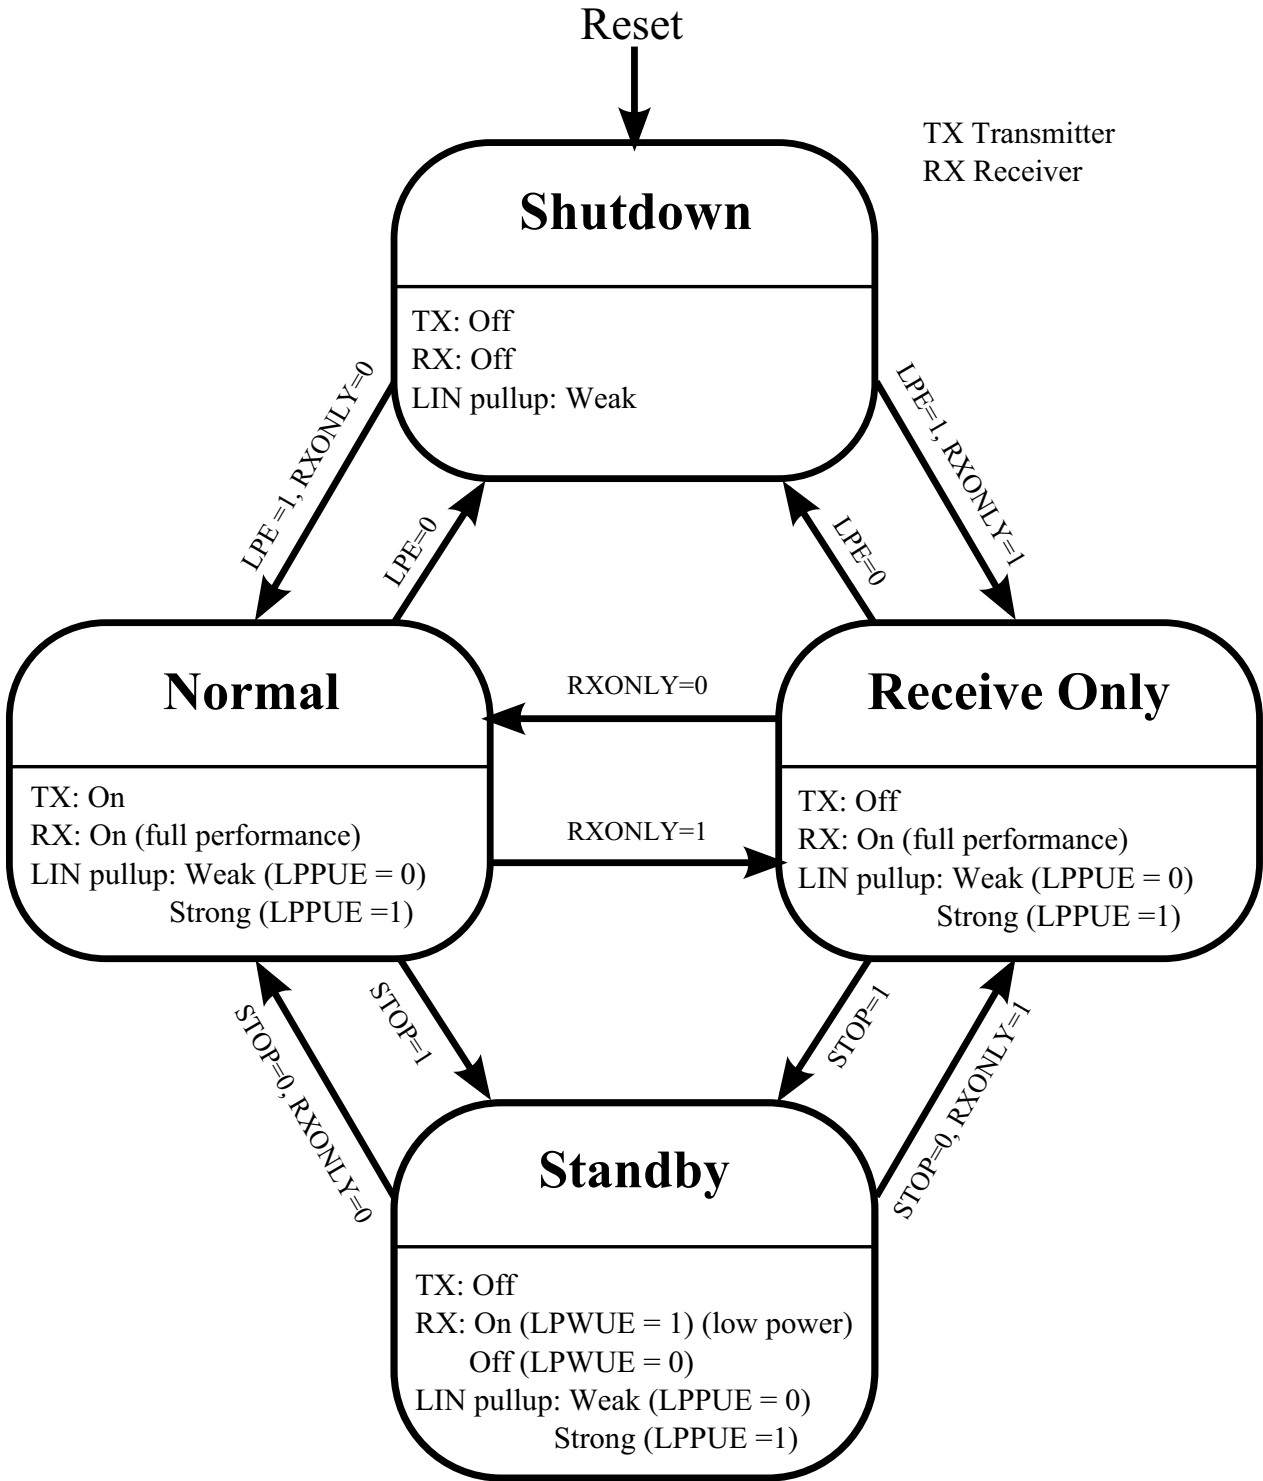 Reset
TX Transmitter
RX Receiver
Shutdown
TX: Off
RX: Off
LIN pullup: Weak
LPE =1, RXONLY=0
LPE=0
LPE=0
LPE=1, RXONLY=1
Normal
TX: On
RX: On (full performance)
LIN pullup: Weak (LPPUE = 0)
Strong (LPPUE =1)
RXONLY=0
RXONLY=1
Receive Only
TX: Off
RX: On (full performance)
LIN pullup: Weak (LPPUE = 0)
Strong (LPPUE =1)
STOP=0, RXONLY=0
STOP=1
STOP=1
STOP=0, RXONLY=1
Standby
TX: Off
RX: On (LPWUE = 1) (low power)
Off (LPWUE = 0)
LIN pullup: Weak (LPPUE = 0)
Strong (LPPUE =1)